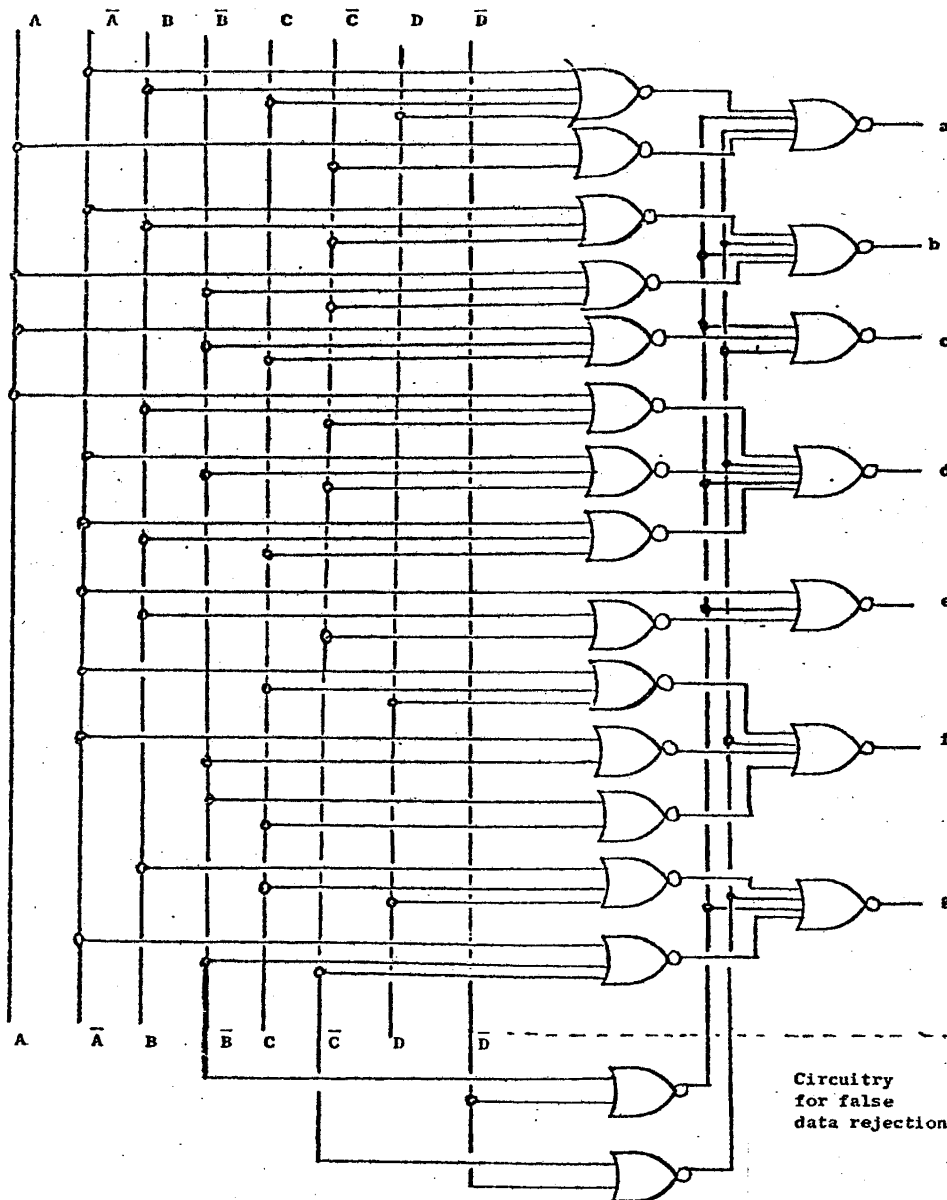 A Ā B B̄ C C̄ D D̄
a
b
c
d
e
f
g
A Ā B B̄ C C̄ D D̄
Circuitry
for false
data rejection